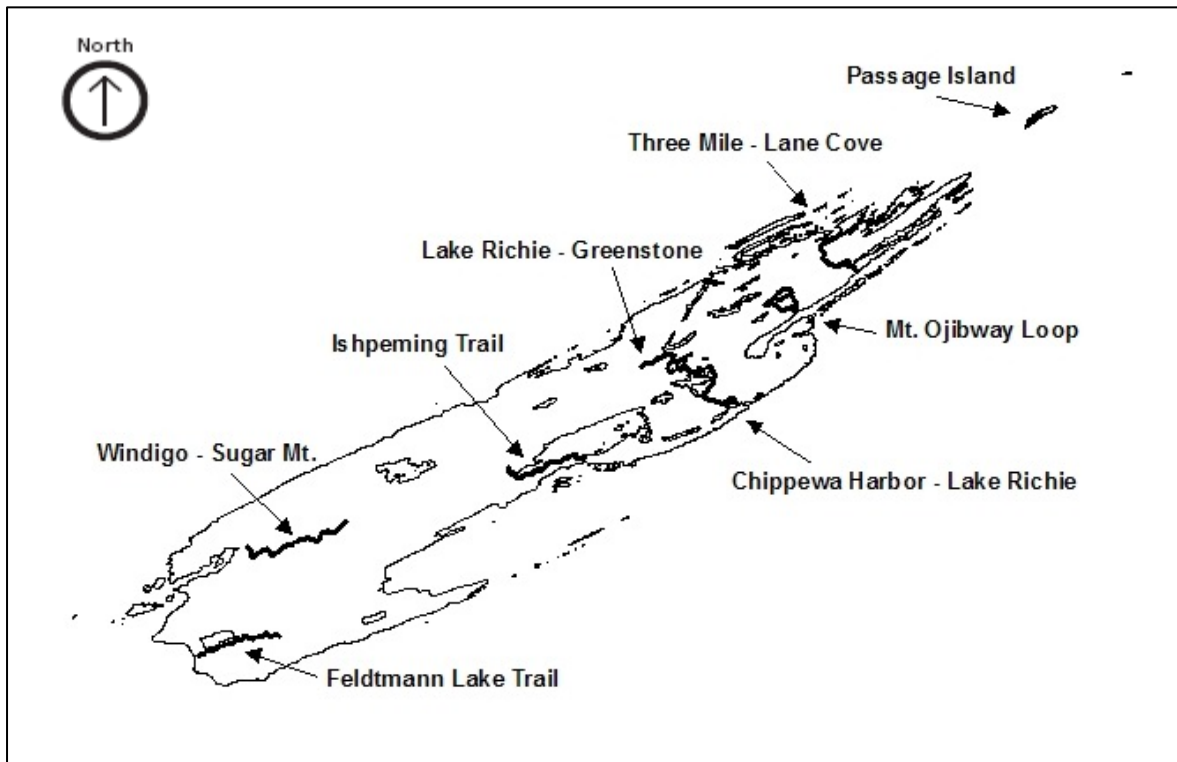 North
Passage Island
Three Mile - Lane Cove
Lake Richie - Greenstone
Mt. Ojibway Loop
Ishpeming Trail
Windigo - Sugar Mt.
Chippewa Harbor - Lake Richie
Feldtmann Lake Trail